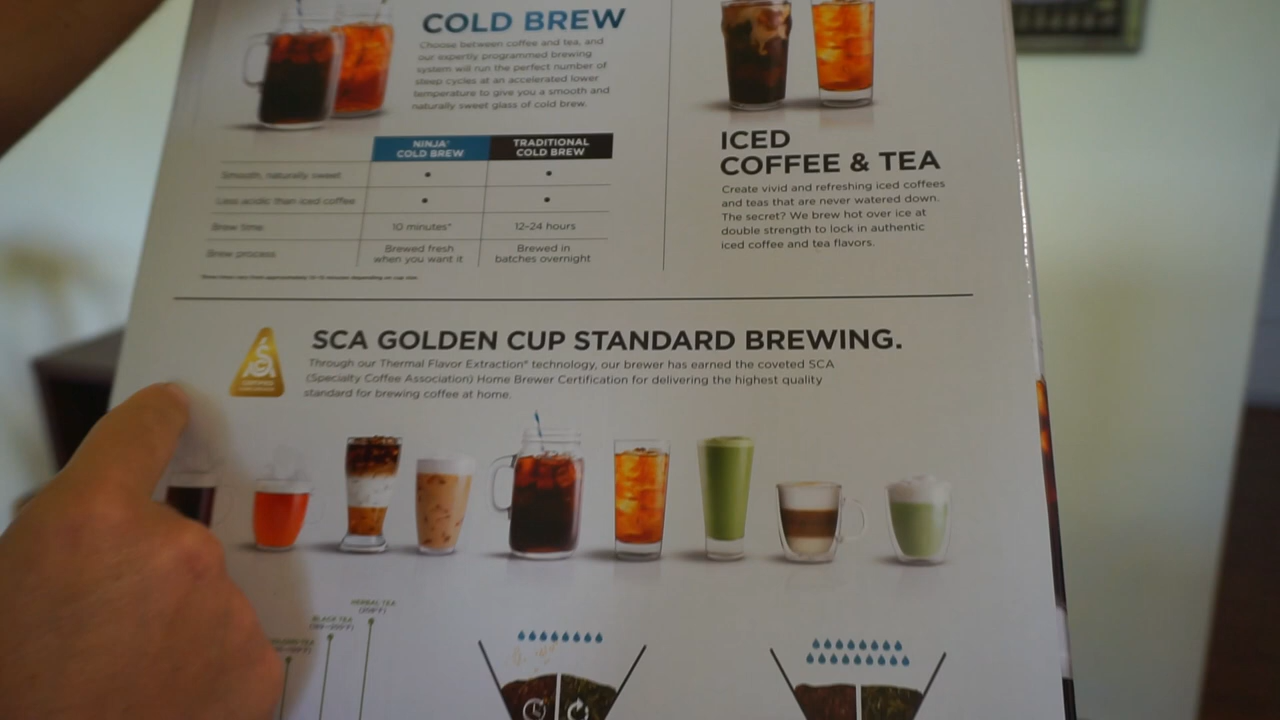 COLD BREW
Choose between coffee and tea, and
our expertly programmed brewing
system will run the perfect number of
steep cycles at an accelerated lower
temperature to give you a smooth and
naturally sweet glass of cold brew.
NINJA® COLD BREW
TRADITIONAL COLD BREW
Smooth, naturally sweet • •
Less acidic than iced coffee • •
Brew time 10 minutes* 12–24 hours
Brew process Brewed fresh when you want it Brewed in batches overnight
ICED
COFFEE & TEA
Create vivid and refreshing iced coffees
and teas that are never watered down.
The secret? We brew hot over ice at
double strength to lock in authentic
iced coffee and tea flavors.
SCA GOLDEN CUP STANDARD BREWING.
Through our Thermal Flavor Extraction® technology, our brewer has earned the coveted SCA
(Specialty Coffee Association) Home Brewer Certification for delivering the highest quality
standard for brewing coffee at home.
SCA
CERTIFIED
HERBAL TEA
BLACK TEA